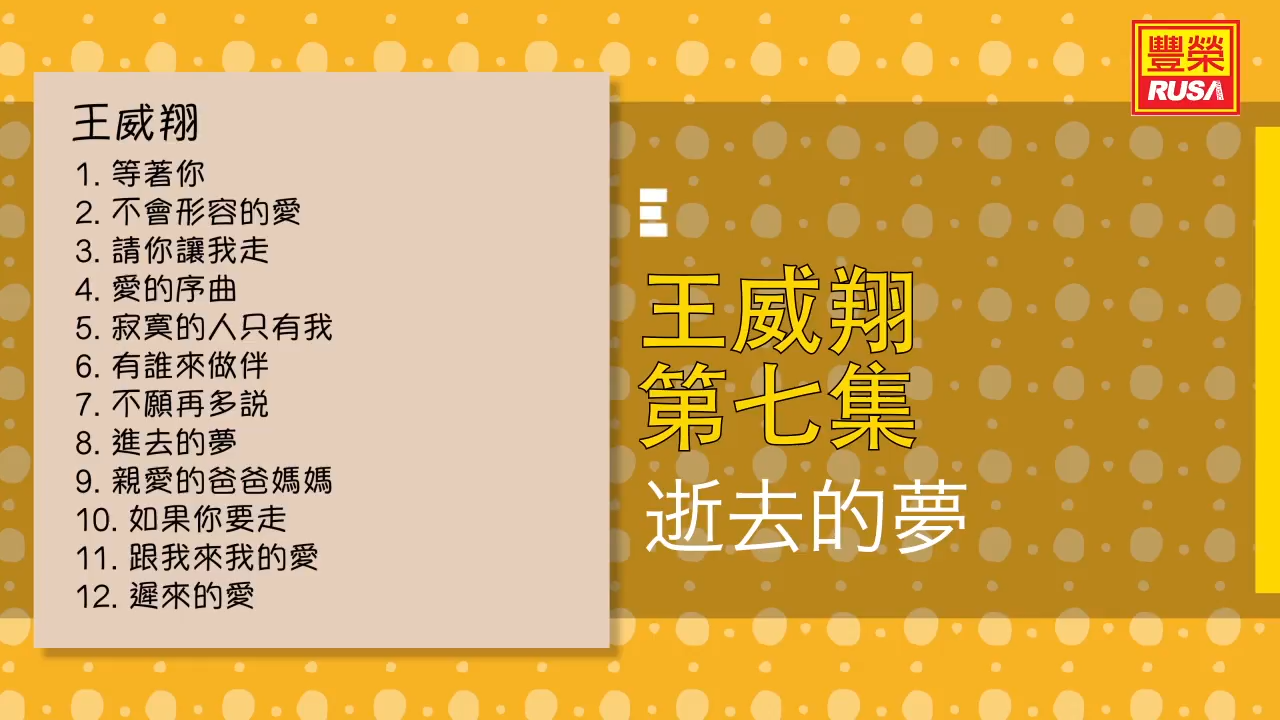 王威翔
1. 等著你
2. 不會形容的愛
3. 請你讓我走
4. 愛的序曲
5. 寂寞的人只有我
6. 有誰來做伴
7. 不願再多説
8. 進去的夢
9. 親愛的爸爸媽媽
10. 如果你要走
11. 跟我來我的愛
12. 遲來的愛
豐榮
RUSA
王威翔
第七集
逝去的夢